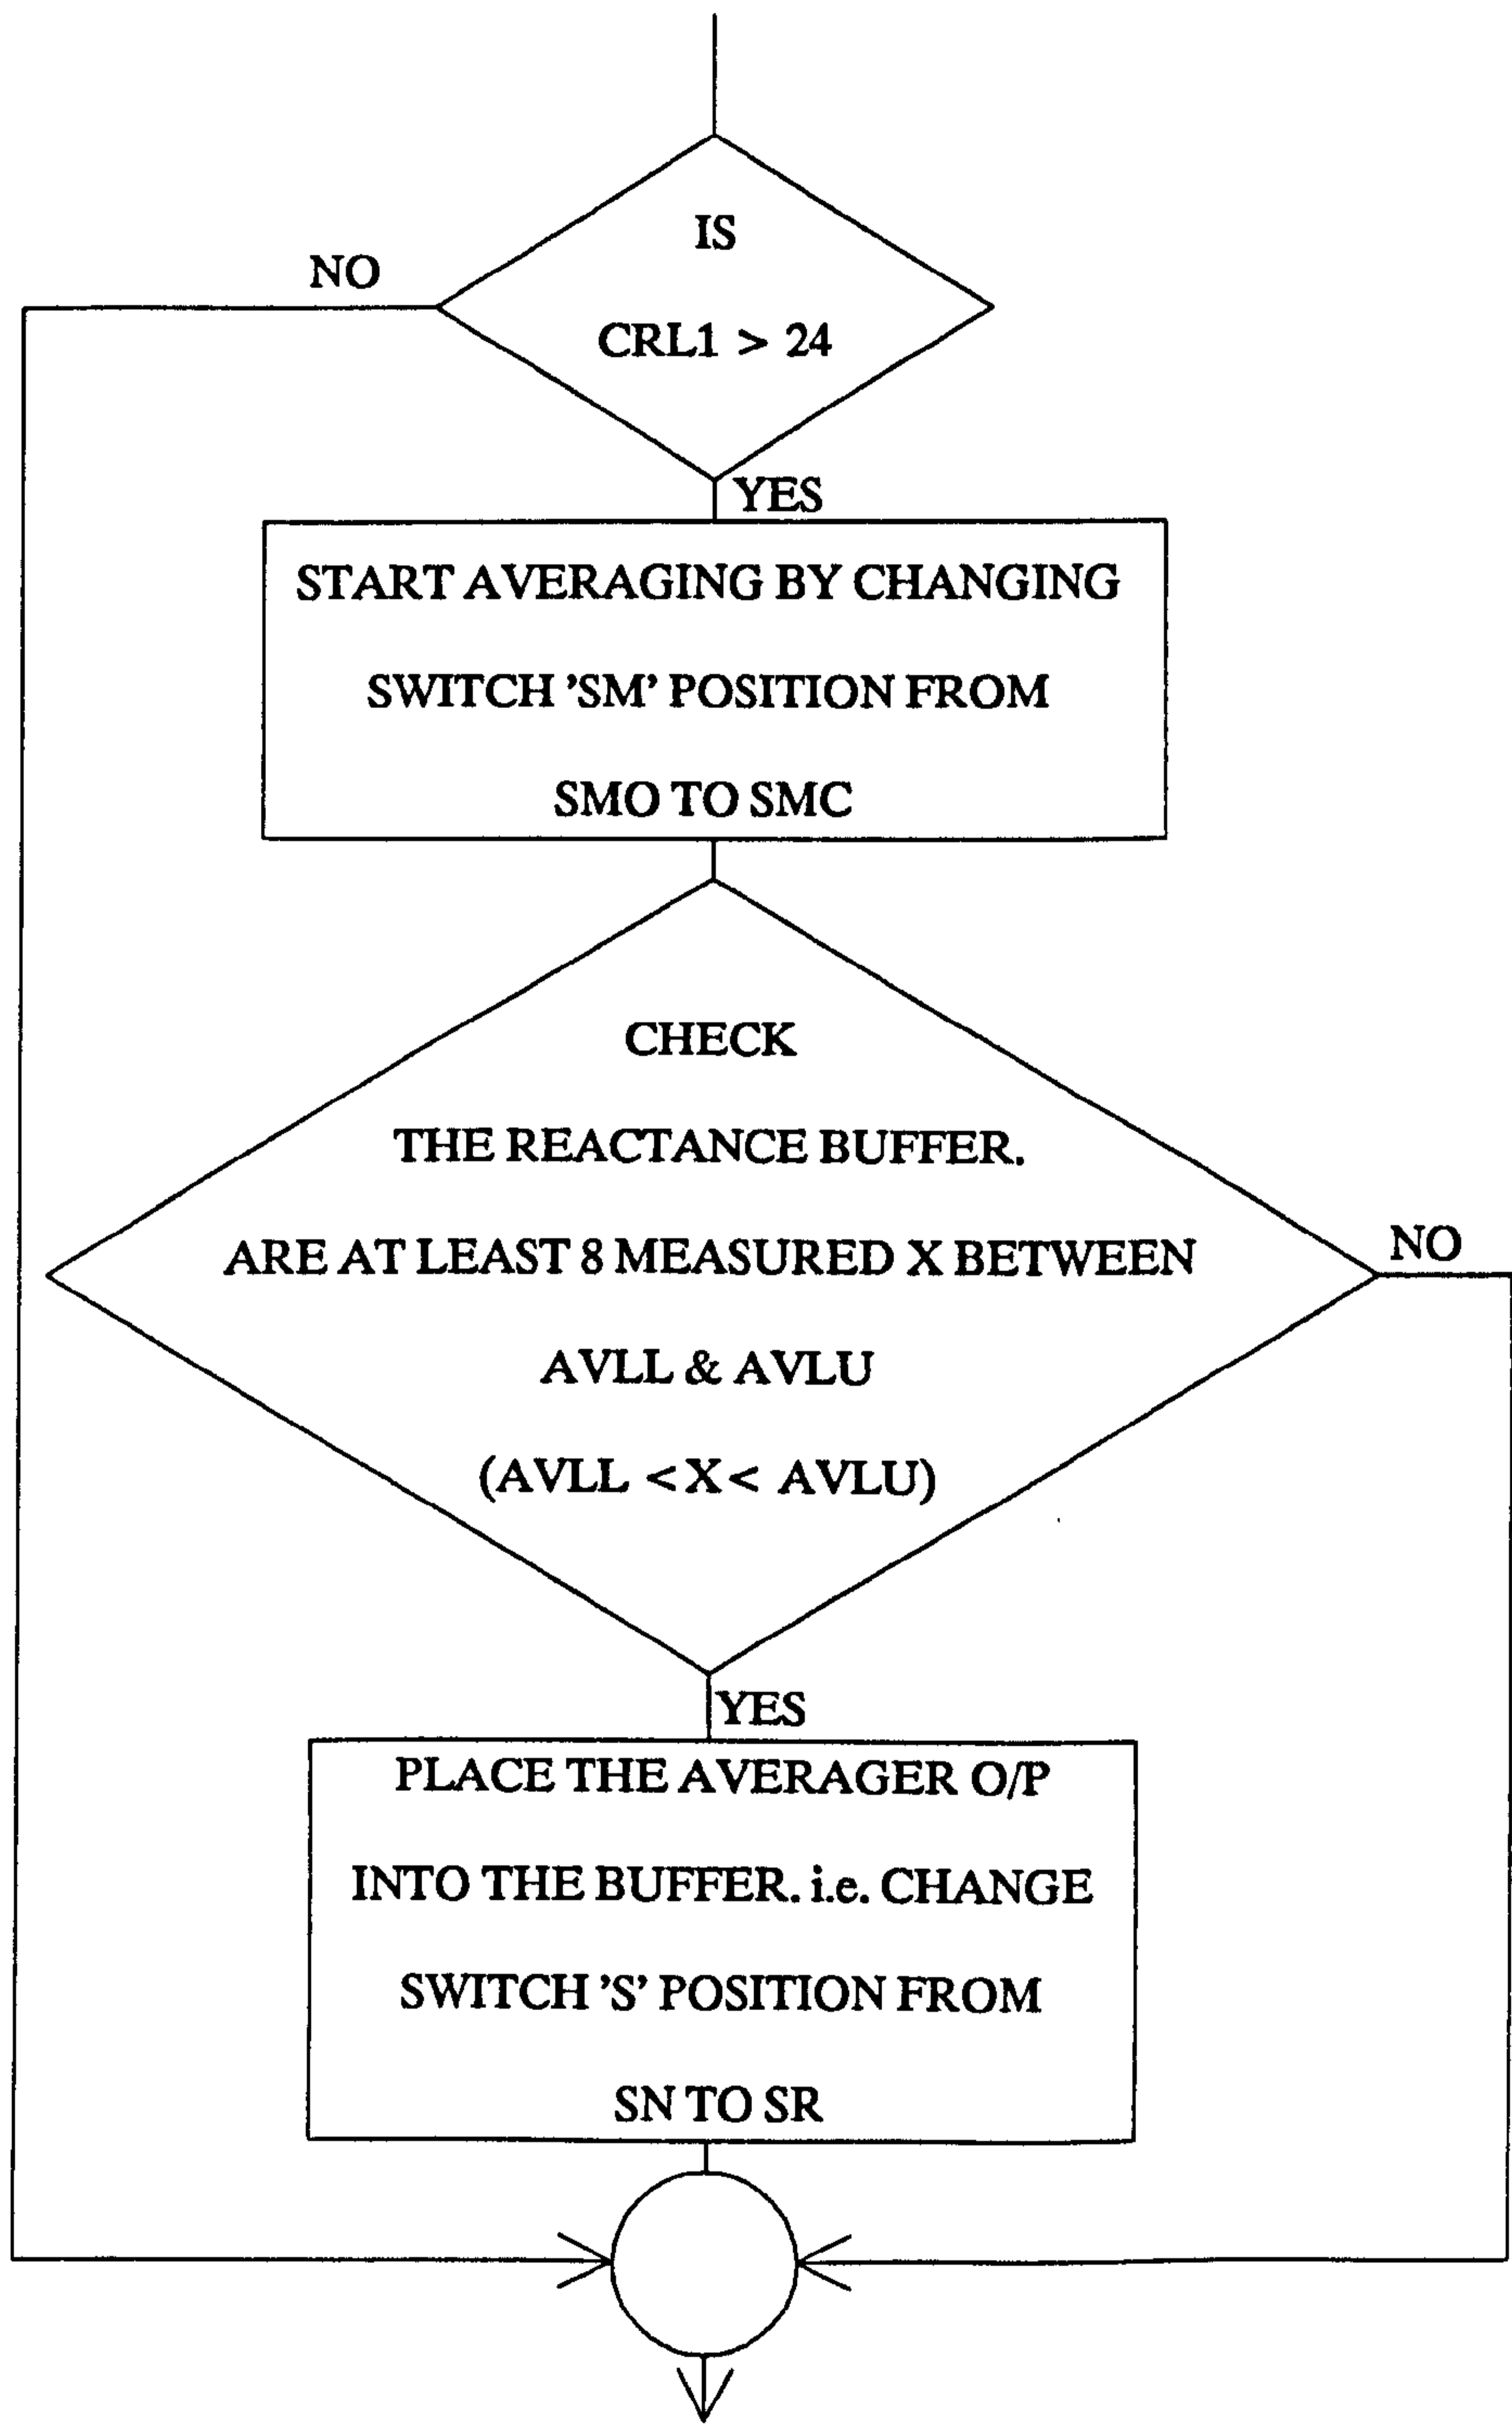 IS
NO
CRL1 > 24
YES
START AVERAGING BY CHANGING
SWITCH 'SM' POSITION FROM
SMO TO SMC
CHECK
THE REACTANCE BUFFER.
ARE AT LEAST 8 MEASURED X BETWEEN
NO
AVLL & AVLU
(AVLL < X < AVLU)
YES
PLACE THE AVERAGER O/P
INTO THE BUFFER. i.e. CHANGE
SWITCH 'S' POSITION FROM
SN TO SR